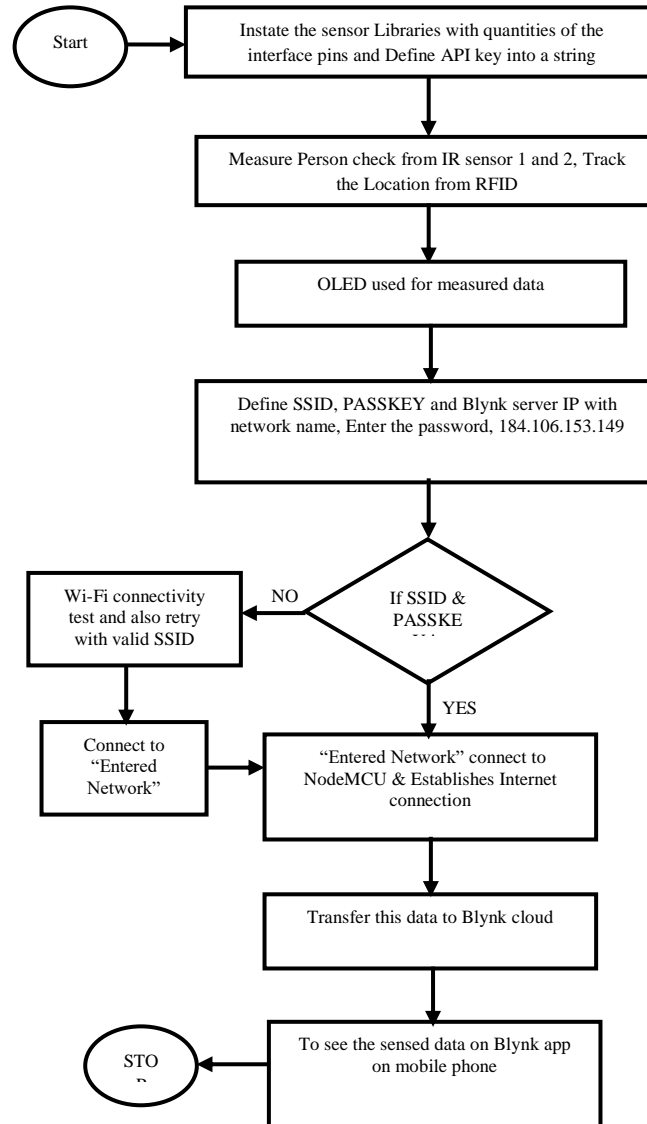 Start
Instate the sensor Libraries with quantities of the
interface pins and Define API key into a string
Measure Person check from IR sensor 1 and 2, Track
the Location from RFID
OLED used for measured data
Define SSID, PASSKEY and Blynk server IP with
network name, Enter the password, 184.106.153.149
If SSID &
PASSKE
NO
Wi-Fi connectivity
test and also retry
with valid SSID
YES
Connect to
“Entered
Network”
“Entered Network” connect to
NodeMCU & Establishes Internet
connection
Transfer this data to Blynk cloud
To see the sensed data on Blynk app
on mobile phone
STO